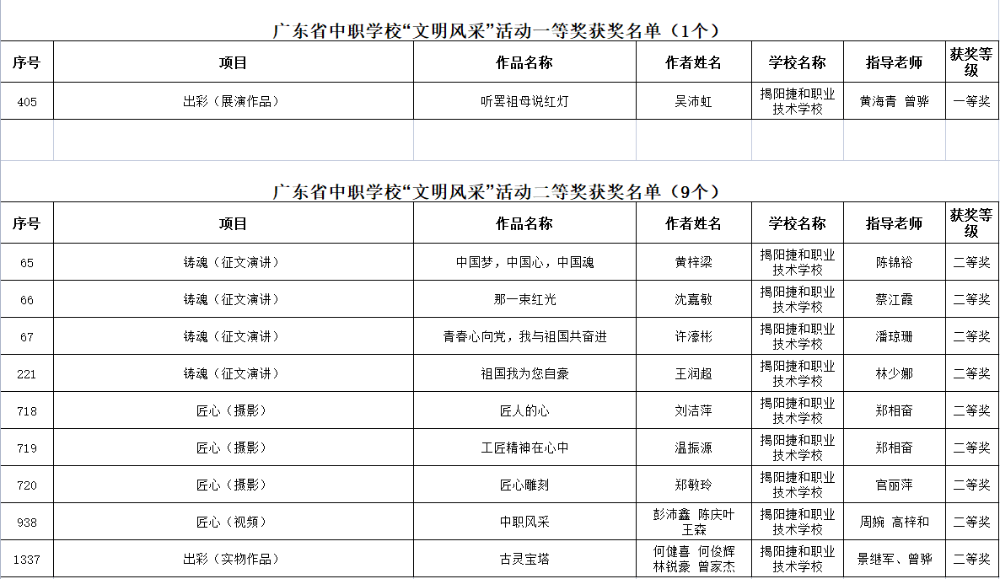 广东省中职学校“文明风采”活动一等奖获奖名单（1个）
序号 项目 作品名称 作者姓名 学校名称 指导老师 获奖等级
405 出彩（展演作品） 听罢祖母说红灯 吴沛虹 揭阳捷和职业技术学校 黄海青 曾骅 一等奖
广东省中职学校“文明风采”活动二等奖获奖名单（9个）
序号 项目 作品名称 作者姓名 学校名称 指导老师 获奖等级
65 铸魂（征文演讲） 中国梦，中国心，中国魂 黄梓梁 揭阳捷和职业技术学校 陈锦裕 二等奖
66 铸魂（征文演讲） 那一束红光 沈嘉敏 揭阳捷和职业技术学校 蔡江霞 二等奖
67 铸魂（征文演讲） 青春心向党，我与祖国共奋进 许濠彬 揭阳捷和职业技术学校 潘琼珊 二等奖
221 铸魂（征文演讲） 祖国我为您自豪 王润超 揭阳捷和职业技术学校 林少娜 二等奖
718 匠心（摄影） 匠人的心 刘洁萍 揭阳捷和职业技术学校 郑相奋 二等奖
719 匠心（摄影） 工匠精神在心中 温振源 揭阳捷和职业技术学校 郑相奋 二等奖
720 匠心（摄影） 匠心雕刻 郑敏玲 揭阳捷和职业技术学校 官丽萍 二等奖
938 匠心（视频） 中职风采 彭沛鑫 陈庆叶 王森 揭阳捷和职业技术学校 周婉 高梓和 二等奖
1337 出彩（实物作品） 古灵宝塔 何健喜 何俊辉 林锐豪 曾家杰 揭阳捷和职业技术学校 景继军、曾骅 二等奖